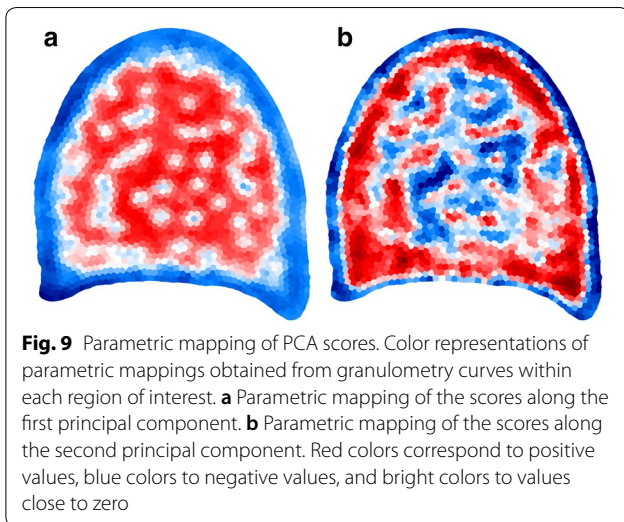 a
b
Fig. 9 Parametric mapping of PCA scores. Color representations of
parametric mappings obtained from granulometry curves within
each region of interest. a Parametric mapping of the scores along the
first principal component. b Parametric mapping of the scores along
the second principal component. Red colors correspond to positive
values, blue colors to negative values, and bright colors to values
close to zero